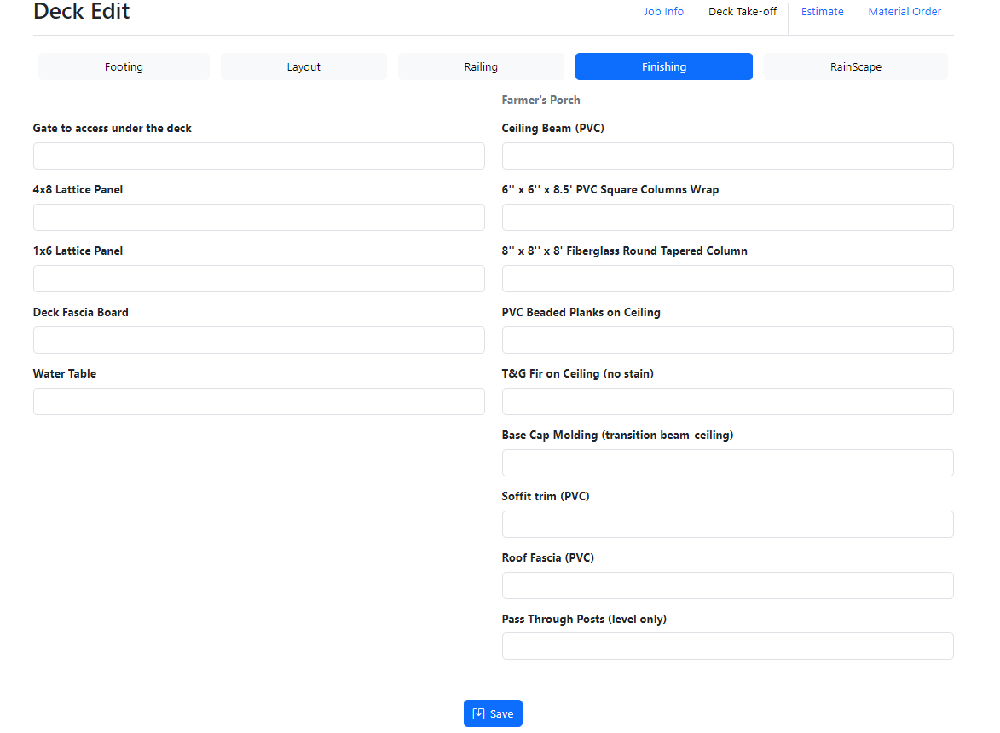 Deck Edit
Job Info
Deck Take-off
Estimate
Material Order
Footing
Layout
Railing
Finishing
RainScape
Gate to access under the deck
4x8 Lattice Panel
1x6 Lattice Panel
Deck Fascia Board
Water Table
Farmer's Porch
Ceiling Beam (PVC)
6'' x 6'' x 8.5' PVC Square Columns Wrap
8'' x 8'' x 8' Fiberglass Round Tapered Column
PVC Beaded Planks on Ceiling
T&G Fir on Ceiling (no stain)
Base Cap Molding (transition beam-ceiling)
Soffit trim (PVC)
Roof Fascia (PVC)
Pass Through Posts (level only)
Save